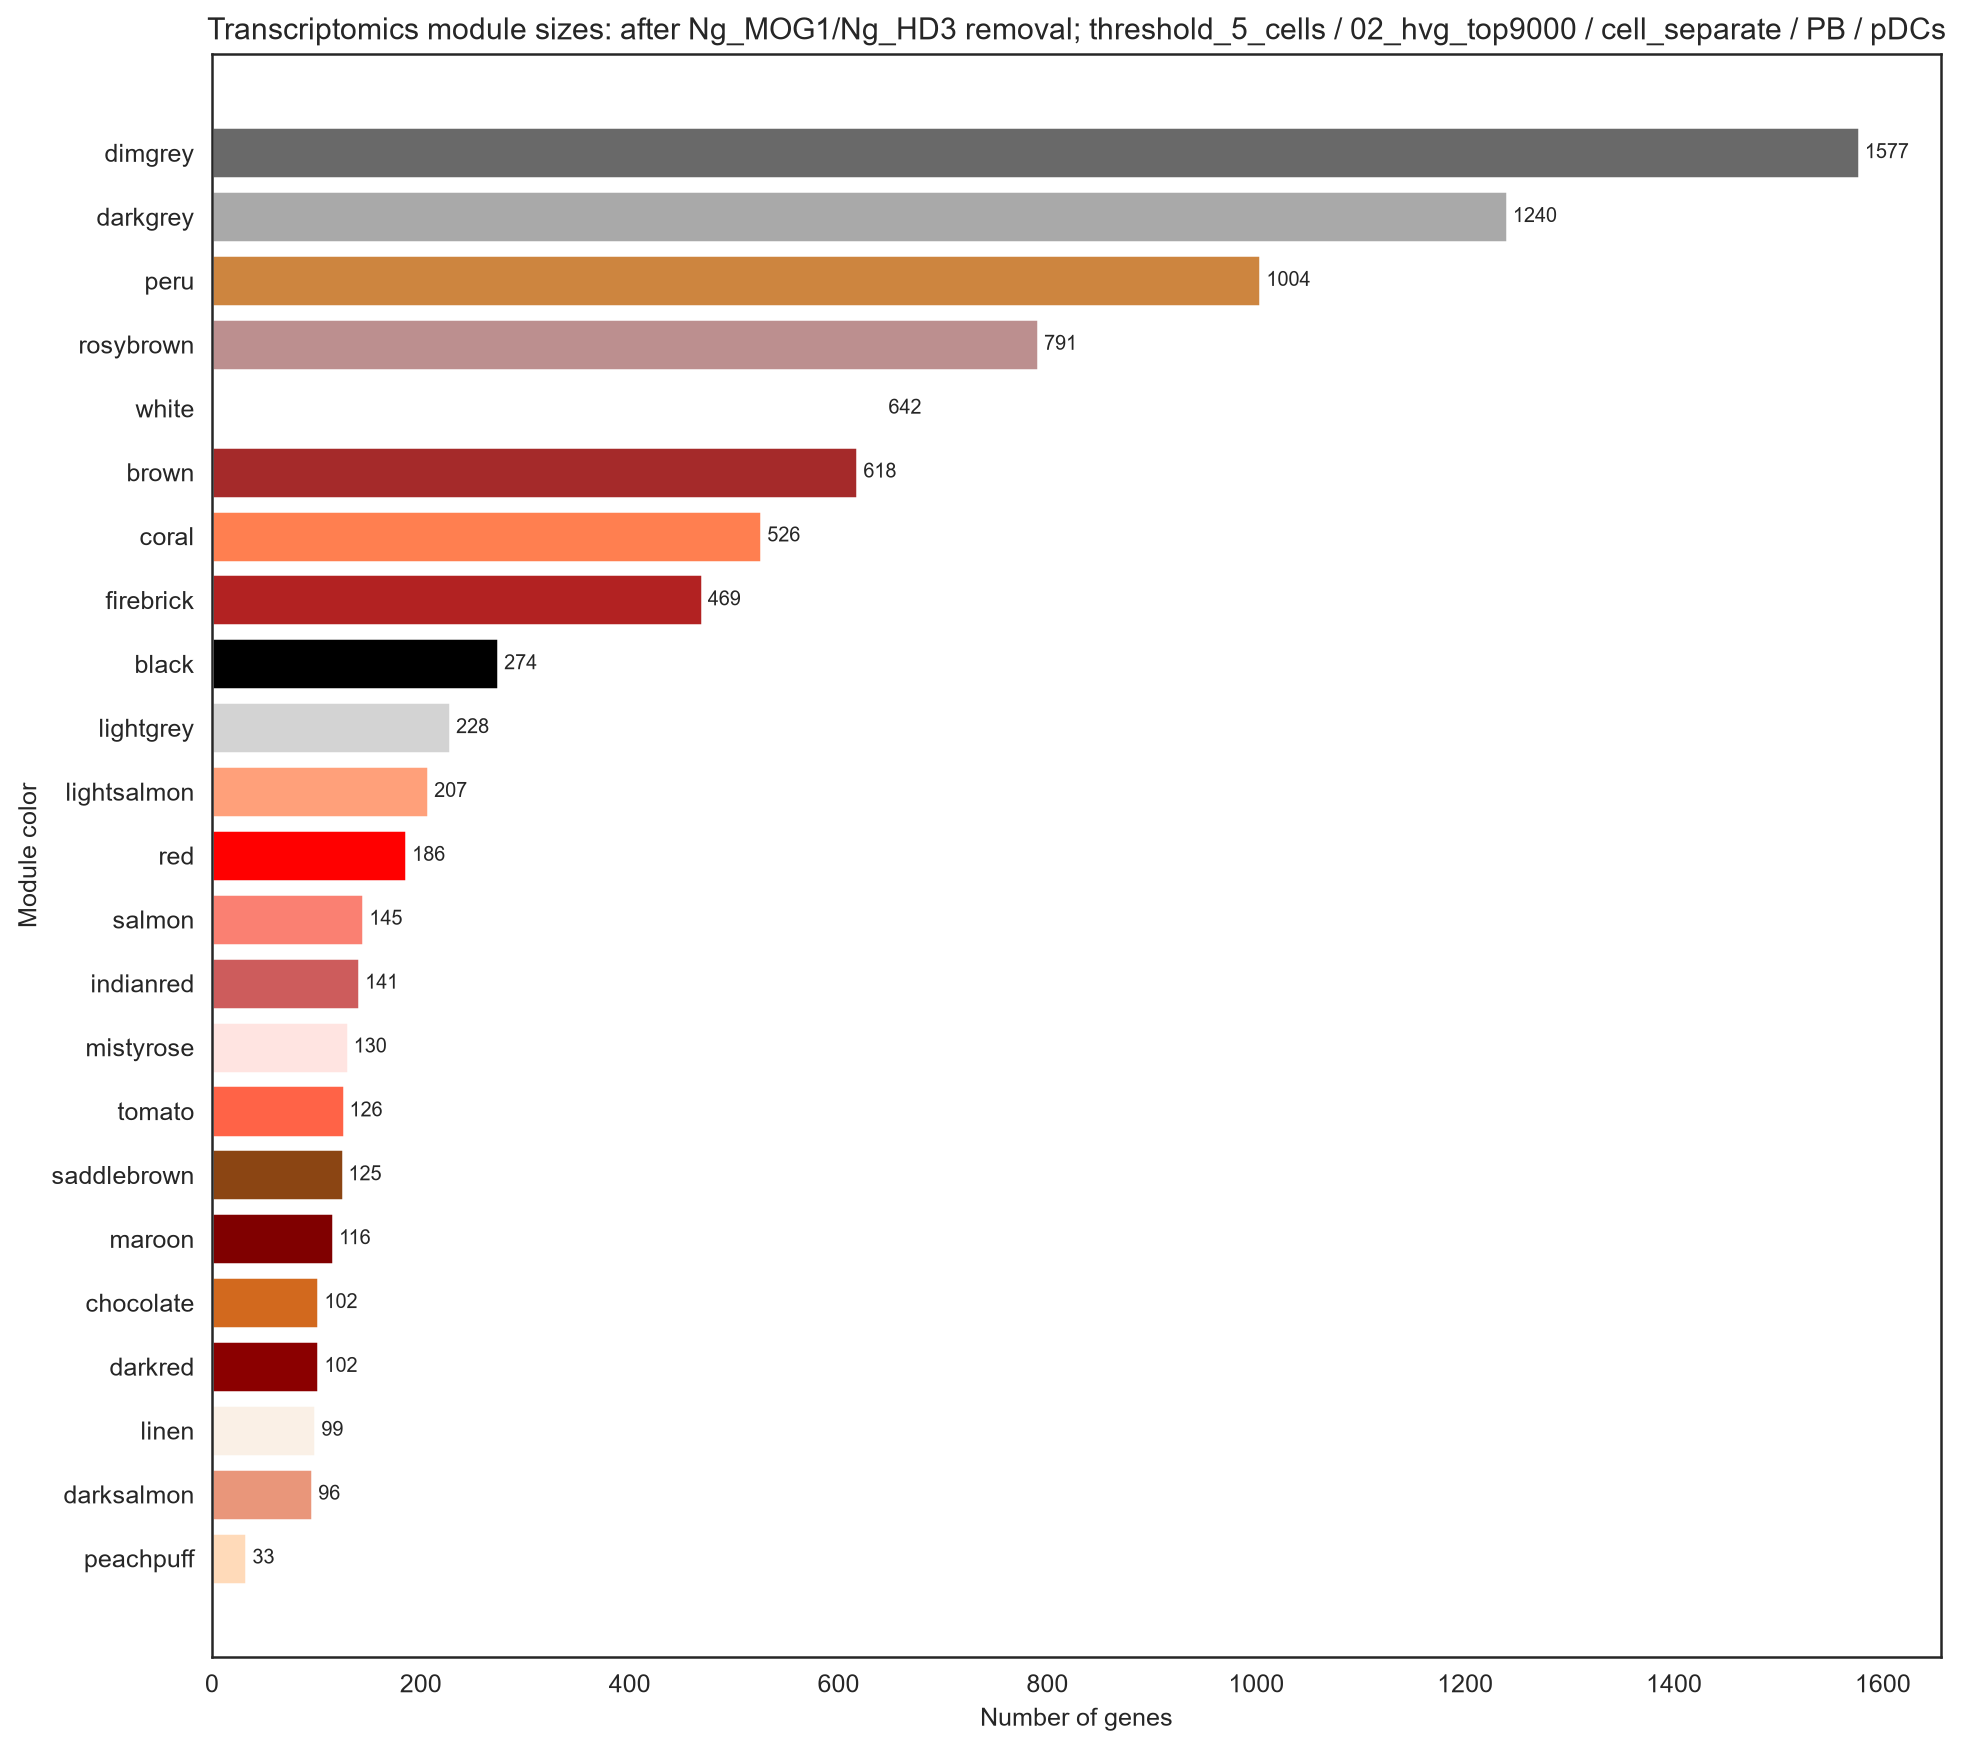 Transcriptomics module sizes: after Ng_MOG1/Ng_HD3 removal; threshold_5_cells / 02_hvg_top9000 / cell_separate / PB / pDCs
dimgrey 1577
darkgrey 1240
peru 1004
rosybrown 791
white 642
brown 618
coral 526
firebrick 469
black 274
lightgrey 228
lightsalmon 207
red 186
salmon 145
indianred 141
mistyrose 130
tomato 126
saddlebrown 125
maroon 116
chocolate 102
darkred 102
linen 99
darksalmon 96
peachpuff 33
Module color
0 200 400 600 800 1000 1200 1400 1600
Number of genes